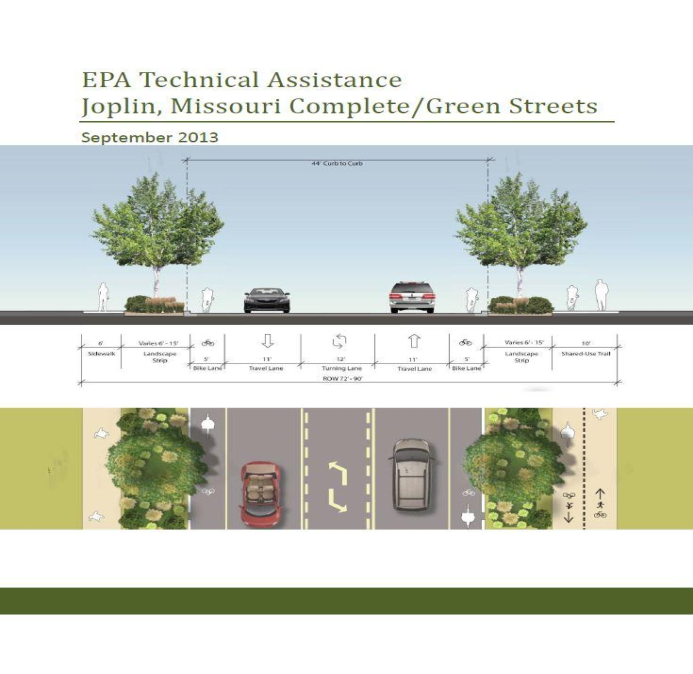 EPA Technical Assistance
Joplin, Missouri Complete/Green Streets
September 2013
44' Curb to Curb
6' Varies 6' - 15' Varies 6' - 15' 10'
Sidewalk Landscape Strip 5' 11' 12' 11' 5' Landscape Strip Shared-Use Trail
Bike Lane Travel Lane Turning Lane Travel Lane Bike Lane
ROW 72' - 90'